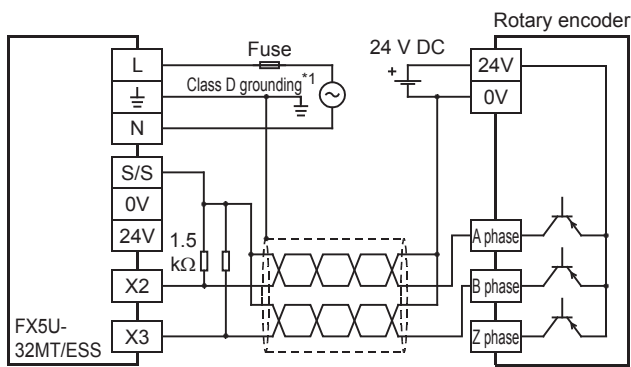 Rotary encoder
Fuse
24 V DC
L
Class D grounding*1
+
24V
0V
N
S/S
0V
24V
1.5
kΩ
X2
X3
A phase
B phase
Z phase
FX5U-
32MT/ESS